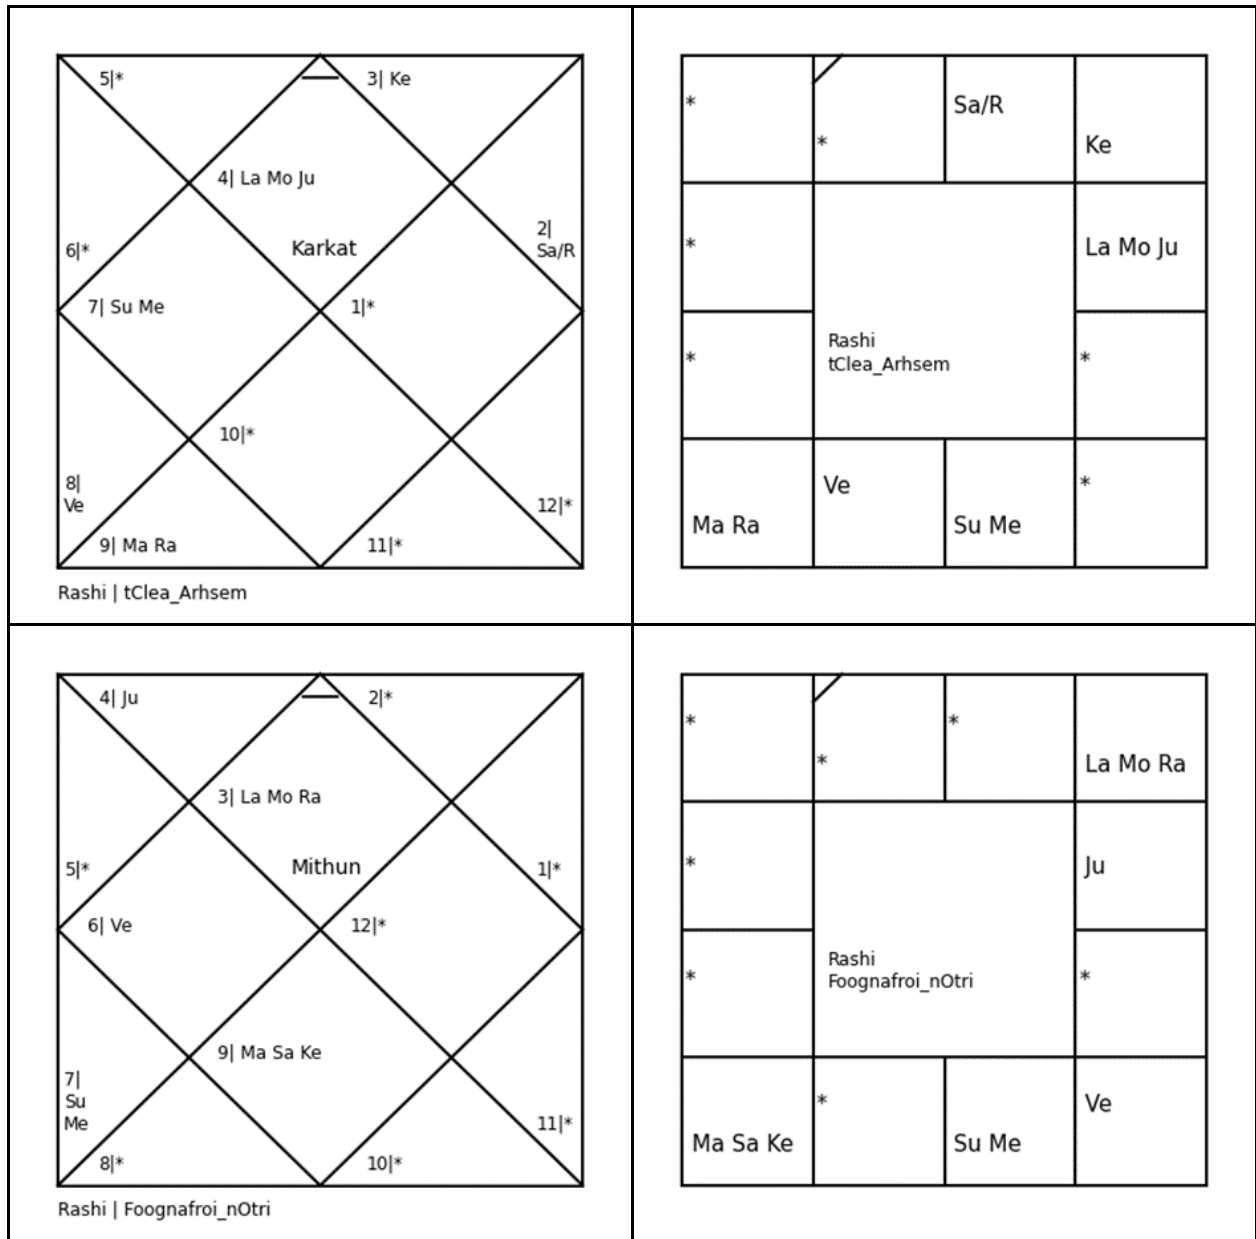 5|*
3| Ke
4| La Mo Ju
2|
Sa/R
6|*
Karkat
7| Su Me
1|*
10|*
8|
Ve
12|*
9| Ma Ra
11|*
Rashi | tClea_Arhsem
*
*
Sa/R
Ke
*
La Mo Ju
Rashi
tClea_Arhsem
*
*
Ma Ra
Ve
Su Me
*
4| Ju
2|*
3| La Mo Ra
5|*
Mithun
1|*
6| Ve
12|*
9| Ma Sa Ke
7|
Su
Me
11|*
8|*
10|*
Rashi | Foognafroi_nOtri
*
*
*
La Mo Ra
*
Ju
Rashi
Foognafroi_nOtri
*
*
Ma Sa Ke
*
Su Me
Ve